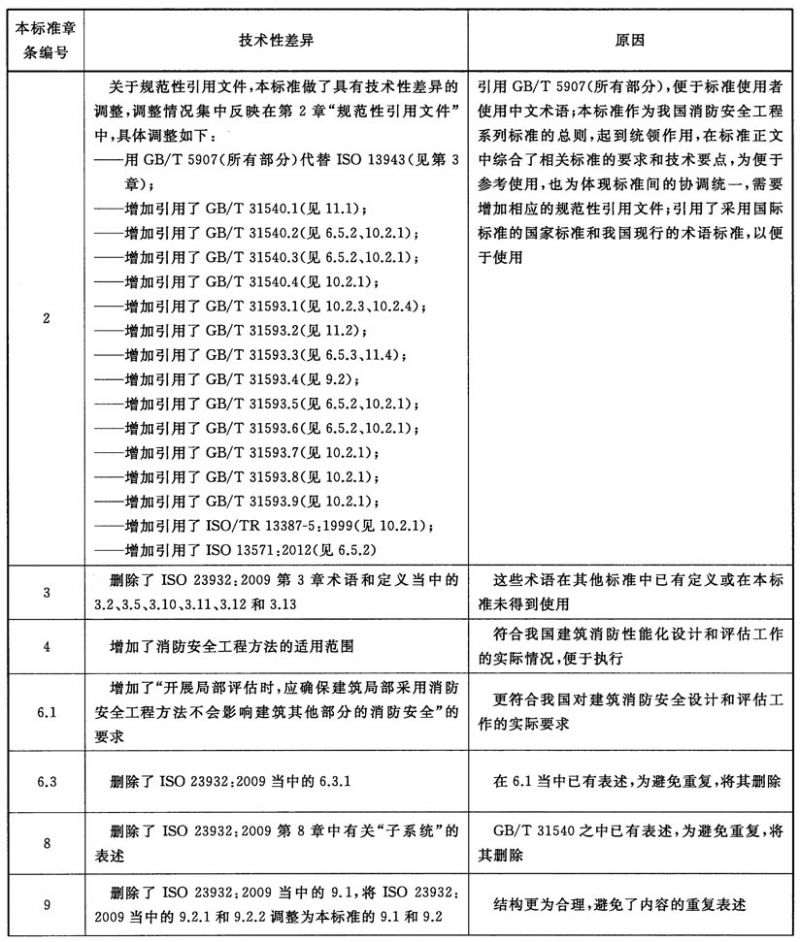 本标准章
条编号
技术性差异
原因
2
关于规范性引用文件,本标准做了具有技术性差异的
调整,调整情况集中反映在第 2 章“规范性引用文件”
中,具体调整如下:
——用 GB/T 5907(所有部分)代替 ISO 13943(见第 3
章);
——增加引用了 GB/T 31540.1(见 11.1);
——增加引用了 GB/T 31540.2(见 6.5.2、10.2.1);
——增加引用了 GB/T 31540.3(见 6.5.2、10.2.1);
——增加引用了 GB/T 31540.4(见 10.2.1);
——增加引用了 GB/T 31593.1(见 10.2.3、10.2.4);
——增加引用了 GB/T 31593.2(见 11.2);
——增加引用了 GB/T 31593.3(见 6.5.3、11.4);
——增加引用了 GB/T 31593.4(见 9.2);
——增加引用了 GB/T 31593.5(见 6.5.2、10.2.1);
——增加引用了 GB/T 31593.6(见 6.5.2、10.2.1);
——增加引用了 GB/T 31593.7(见 10.2.1);
——增加引用了 GB/T 31593.8(见 10.2.1);
——增加引用了 GB/T 31593.9(见 10.2.1);
——增加引用了 ISO/TR 13387-5:1999(见 10.2.1);
——增加引用了 ISO 13571:2012(见 6.5.2)
引用 GB/T 5907(所有部分),便于标准使用者
使用中文术语;本标准作为我国消防安全工程
系列标准的总则,起到统领作用,在标准正文
中综合了相关标准的要求和技术要点,为便于
参考使用,也为体现标准间的协调统一,需要
增加相应的规范性引用文件;引用了采用国际
标准的国家标准和我国现行的术语标准,以便
于使用
3
删除了 ISO 23932:2009 第 3 章术语和定义当中的
3.2、3.5、3.10、3.11、3.12 和 3.13
这些术语在其他标准中已有定义或在本标
准未得到使用
4
增加了消防安全工程方法的适用范围
符合我国建筑消防性能化设计和评估工作
的实际情况,便于执行
6.1
增加了“开展局部评估时,应确保建筑局部采用消防
安全工程方法不会影响建筑其他部分的消防安全”的
要求
更符合我国对建筑消防安全设计和评估工
作的实际要求
6.3
删除了 ISO 23932:2009 当中的 6.3.1
在 6.1 当中已有表述,为避免重复,将其删除
8
删除了 ISO 23932:2009 第 8 章中有关“子系统”的
表述
GB/T 31540 之中已有表述,为避免重复,将
其删除
9
删除了 ISO 23932:2009 当中的 9.1,将 ISO 23932:
2009 当中的 9.2.1 和 9.2.2 调整为本标准的 9.1 和 9.2
结构更为合理,避免了内容的重复表述